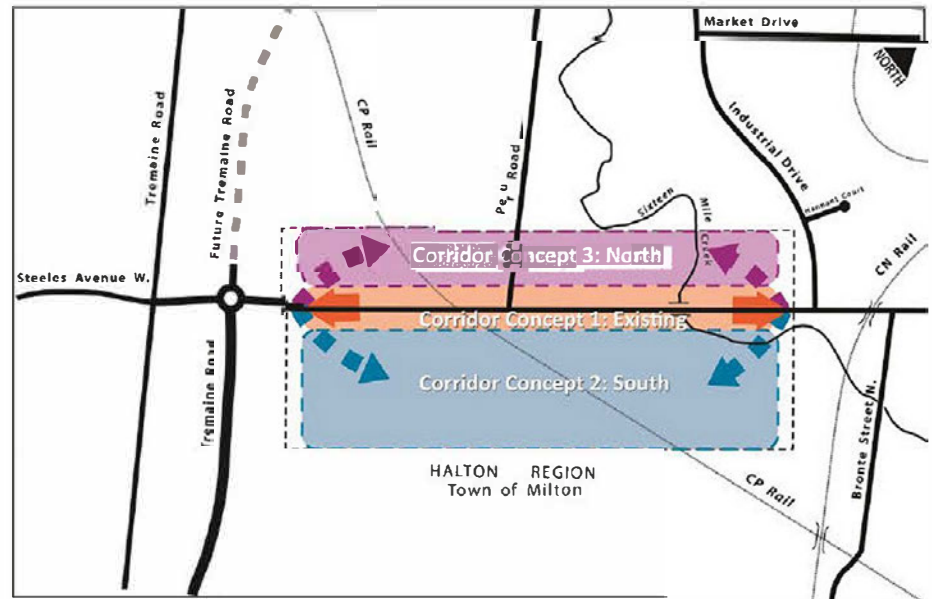 Market Drive
NORTH
Tremaine Road
Future Tremaine Road
CP Rail
Peru Road
Industrial Drive
Hennant Court
Sixteen
Mile Creek
CN Rail
Steeles Avenue W.
Corridor Concept 3: North
Corridor Concept 1: Existing
Corridor Concept 2: South
Tremaine Road
Bronte Street N.
HALTON REGION
Town of Milton
CP Rail